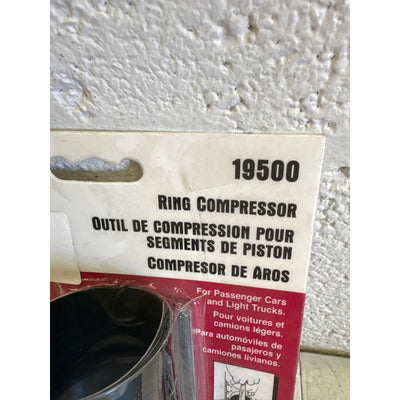 19500
RING COMPRESSOR
OUTIL DE COMPRESSION POUR
SEGMENTS DE PISTON
COMPRESOR DE AROS
For Passenger Cars
and Light Trucks.
Pour voitures et
camions légers.
Para automóviles de
pasajeros y
camiones livianos.